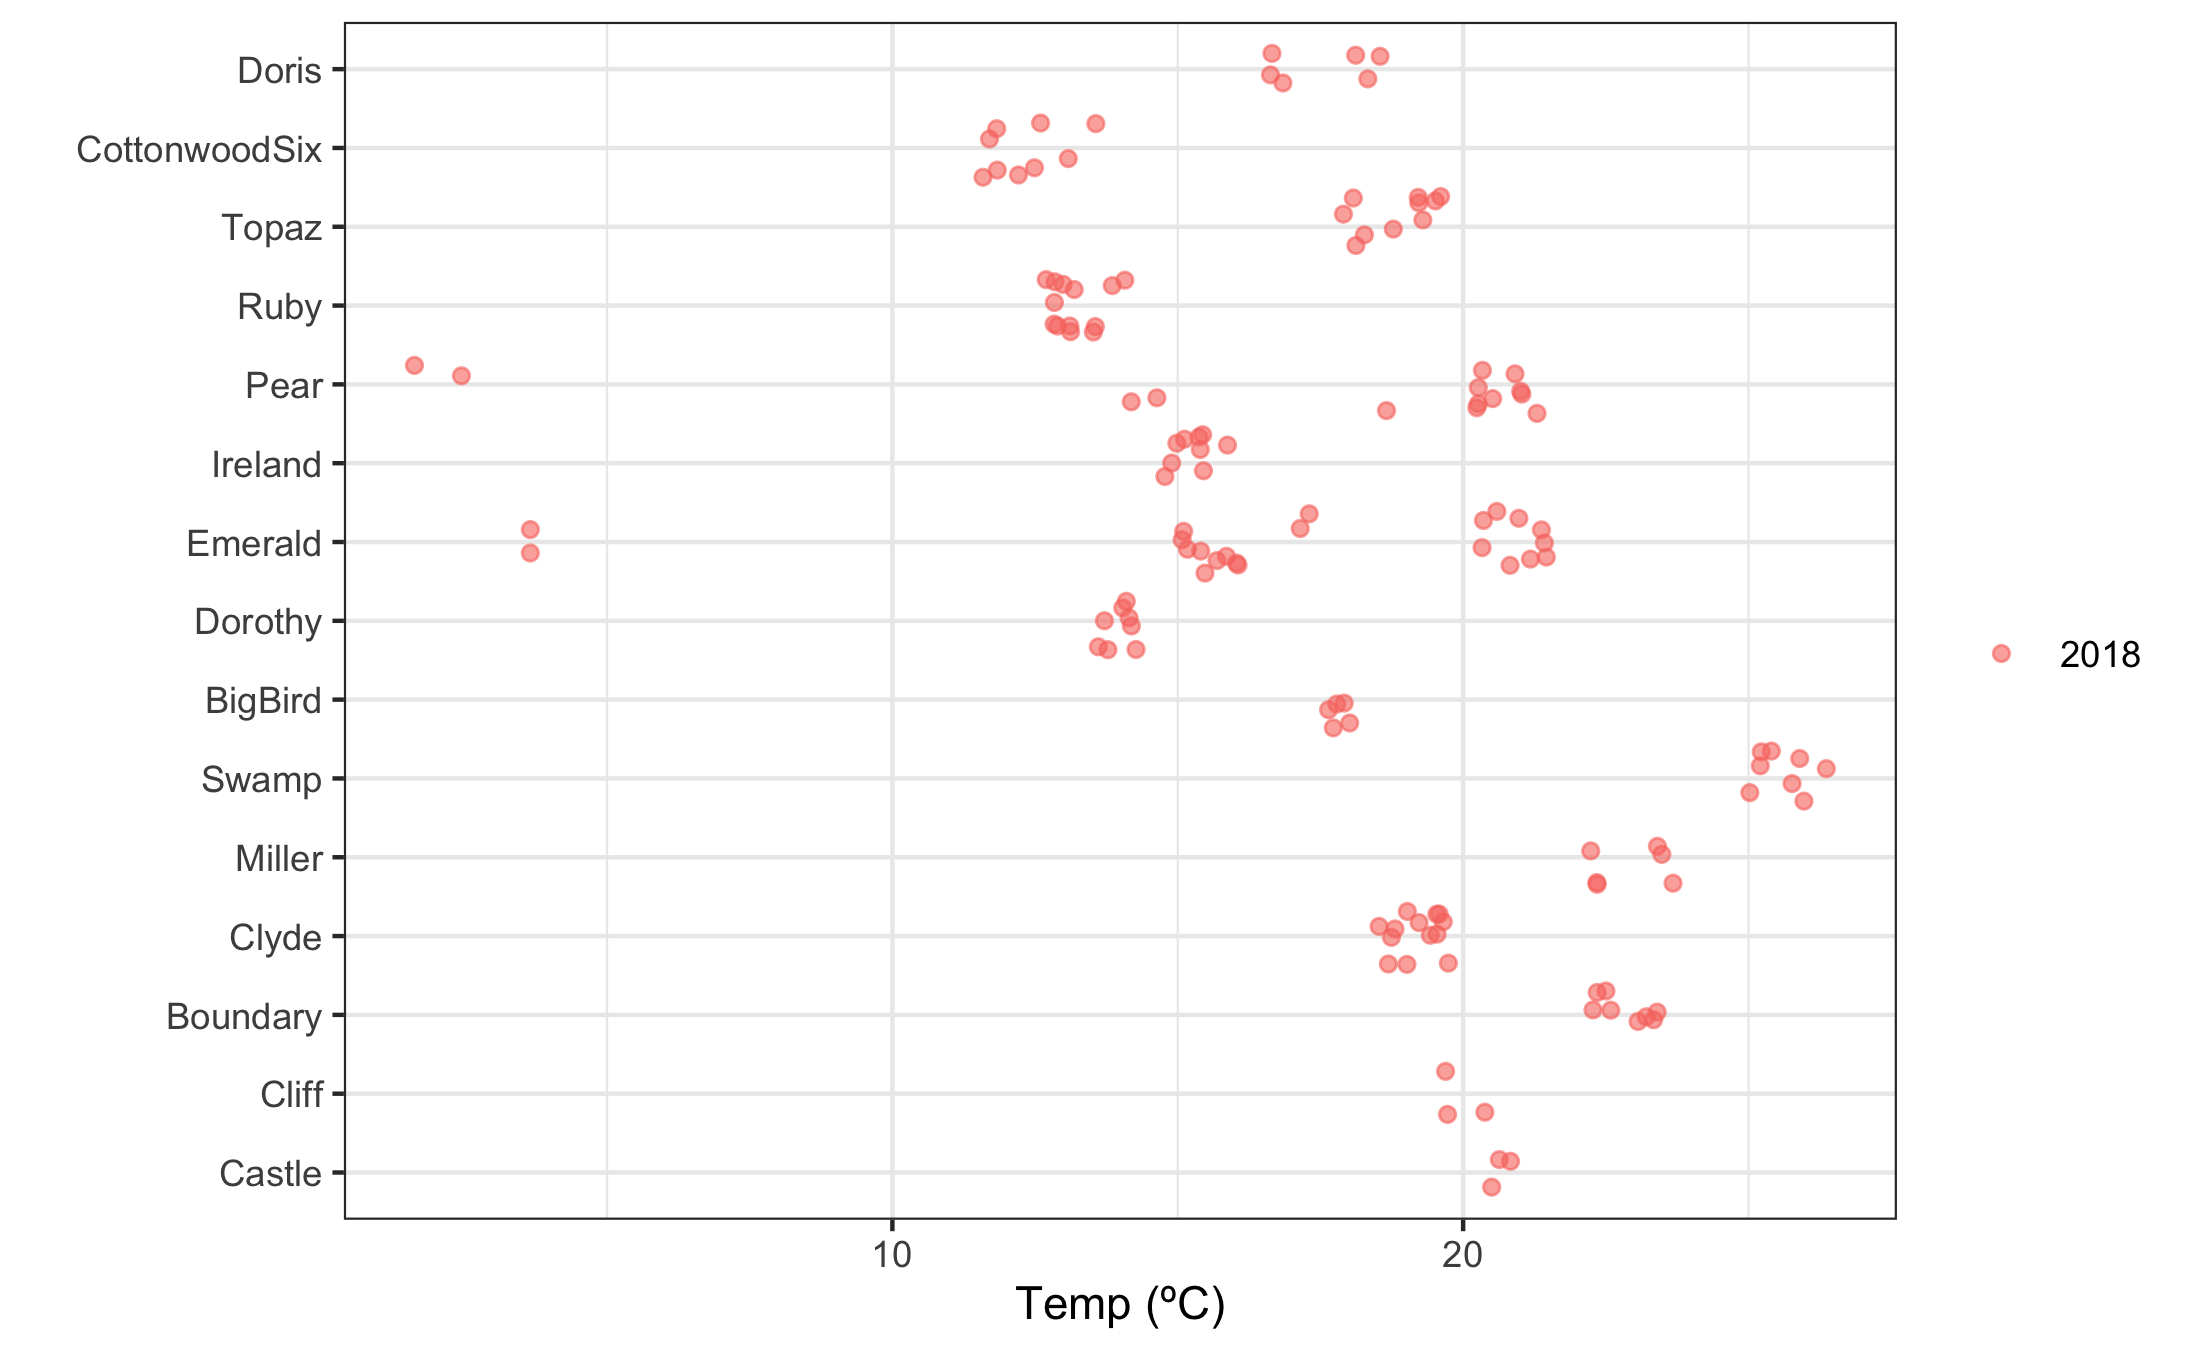 Doris
CottonwoodSix
Topaz
Ruby
Pear
Ireland
Emerald
Dorothy
BigBird
Swamp
Miller
Clyde
Boundary
Cliff
Castle
10 20
Temp (ºC)
2018